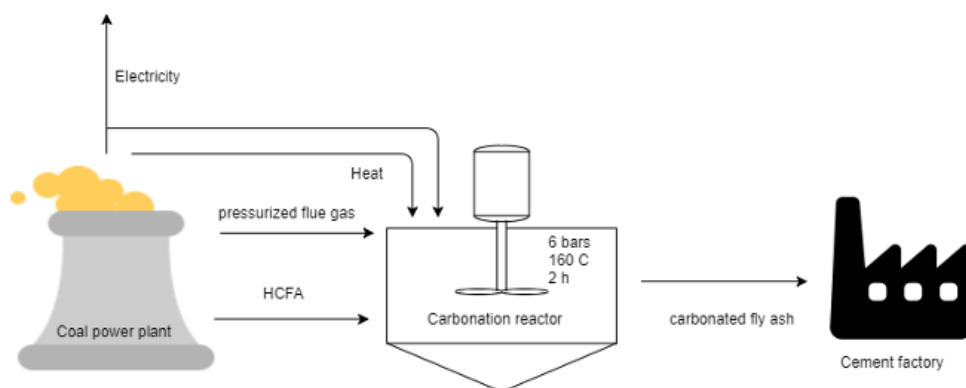 Electricity
Heat
pressurized flue gas
6 bars
160 C
2 h
HCFA
Carbonation reactor
carbonated fly ash
Coal power plant
Cement factory